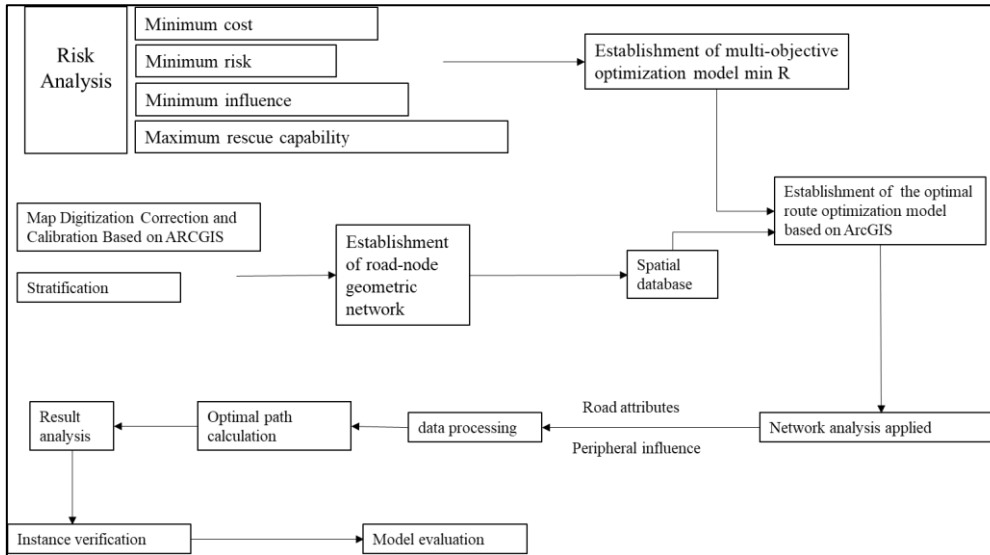 Risk
Analysis
Minimum cost
Minimum risk
Minimum influence
Maximum rescue capability
Establishment of multi-objective
optimization model min R
Map Digitization Correction and
Calibration Based on ARCGIS
Stratification
Establishment
of road-node
geometric
network
Spatial
database
Establishment of the optimal
route optimization model
based on ArcGIS
Network analysis applied
Road attributes
Peripheral influence
data processing
Optimal path
calculation
Result
analysis
Instance verification
Model evaluation